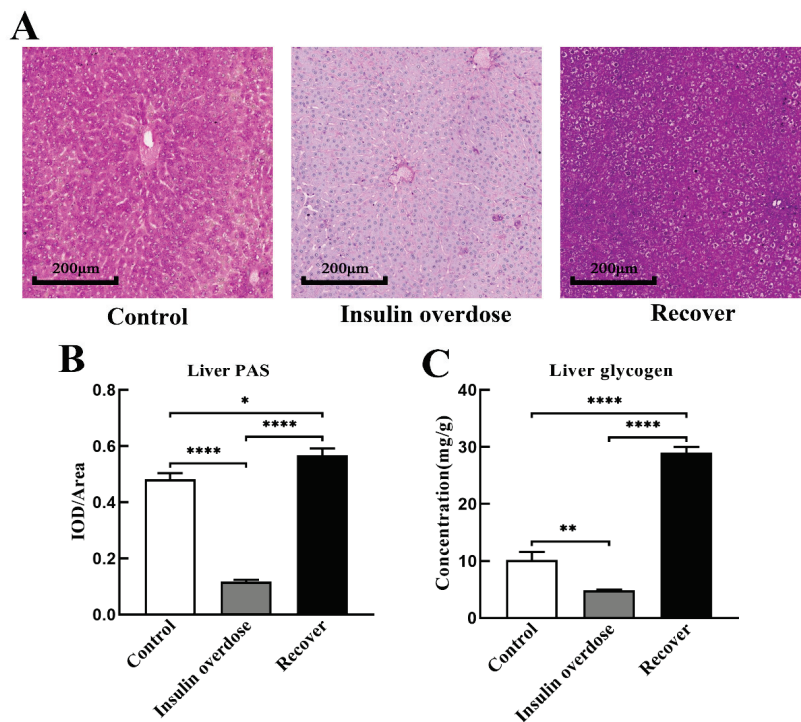 A
200μm
200μm
200μm
Control
Insulin overdose
Recover
B
Liver PAS
IOD/Area
0.8
0.6
0.4
0.2
0.0
*
****
****
Control
Insulin overdose
Recover
C
Liver glycogen
Concentration(mg/g)
40
30
20
10
0
****
****
**
Control
Insulin overdose
Recover